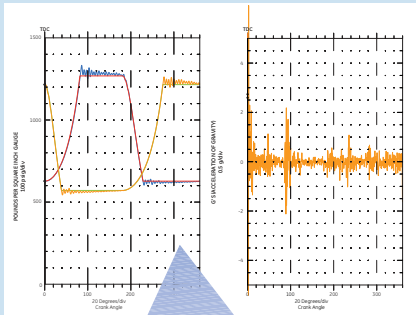 TDC
1500
1000
500
0
POUNDS PER SQUARE INCH GAUGE
100 psig/div
0
100
200
300
20 Degrees/div
Crank Angle
TDC
4
2
0
-2
-4
G'S (ACCELERATION OF GRAVITY)
0.5 g's/div
0
100
200
300
20 Degrees/div
Crank Angle